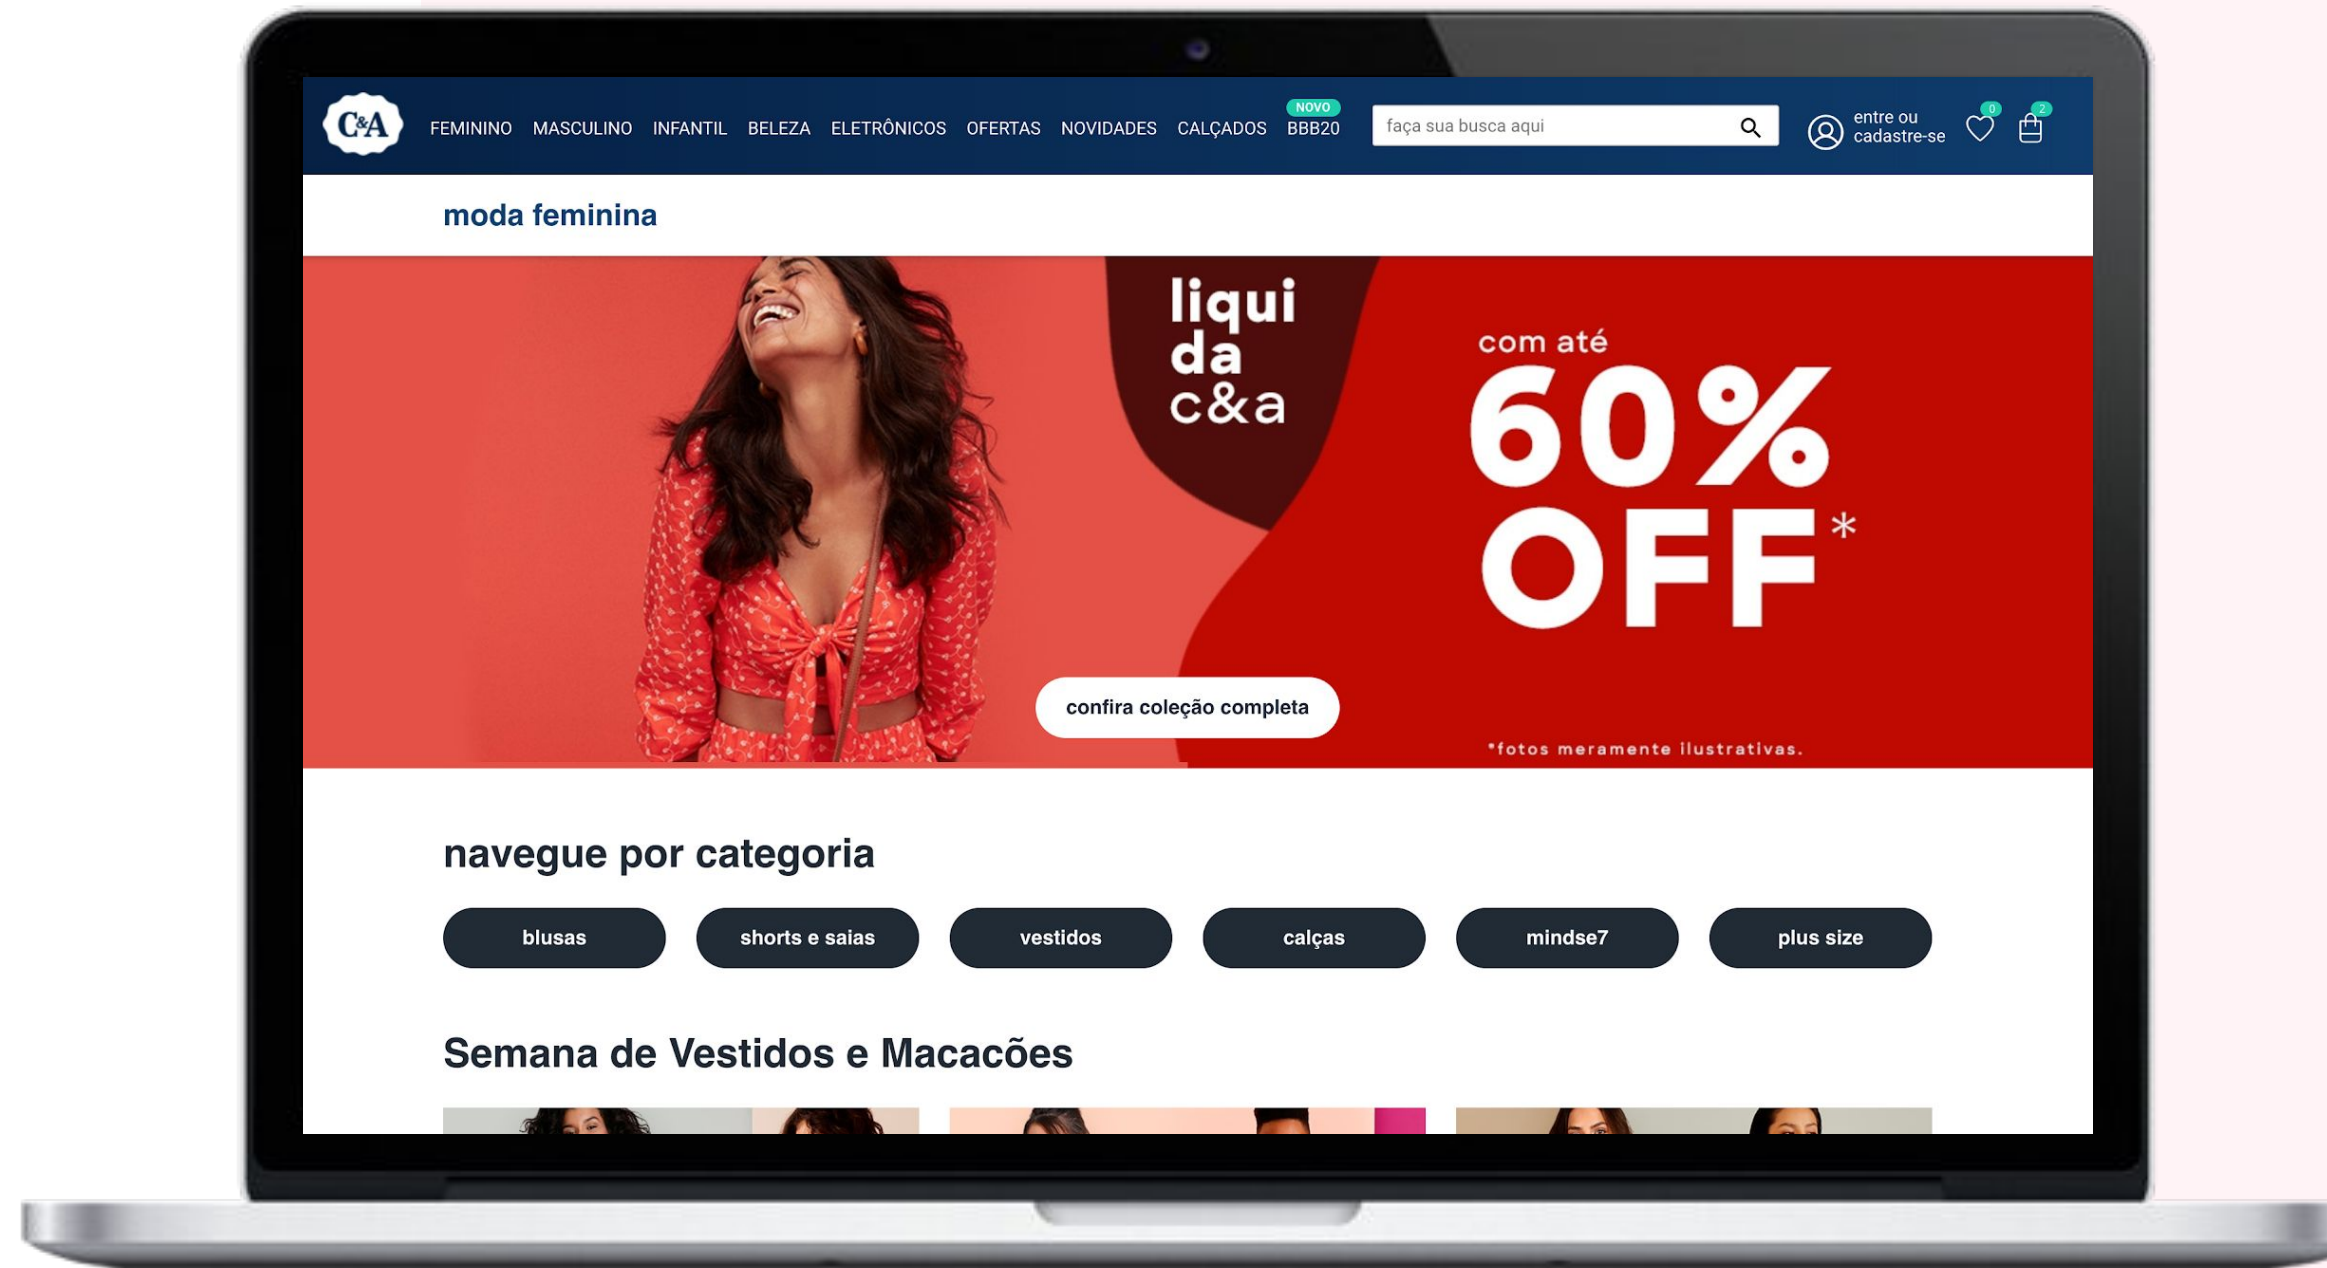 C&A
FEMININO MASCULINO INFANTIL BELEZA ELETRÔNICOS OFERTAS NOVIDADES CALÇADOS
NOVO
BBB20
faça sua busca aqui
entre ou
cadastre-se
0
2
moda feminina
liqui
da
c&a
com até
60%
OFF*
confira coleção completa
*fotos meramente ilustrativas.
navegue por categoria
blusas shorts e saias vestidos calças mindse7 plus size
Semana de Vestidos e Macacões